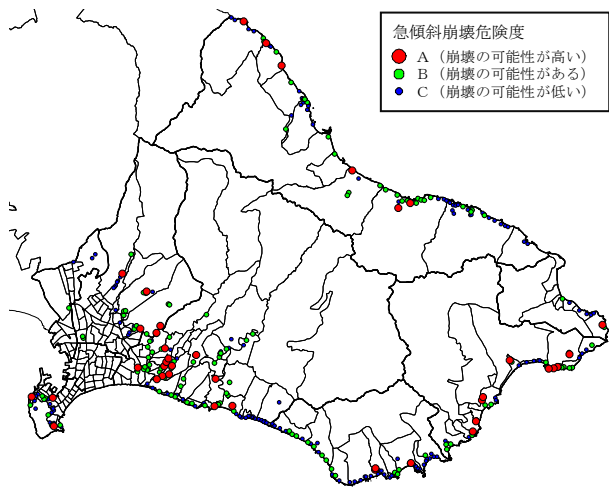 急傾斜崩壊危険度
A（崩壊の可能性が高い）
B（崩壊の可能性がある）
C（崩壊の可能性が低い）